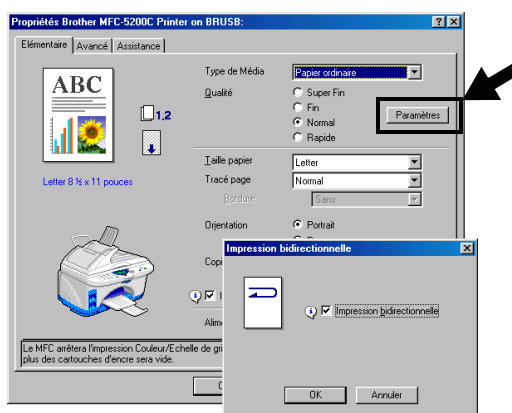 Propriétés Brother MFC-5200C Printer on BRUSB:
Elémentaire Avancé Assistance
ABC
1,2
Letter 8 ½ x 11 pouces
Type de Média Papier ordinaire
Qualité Super Fin
Fin
Normal
Rapide
Paramètres
Taille papier Letter
Tracé page Normal
Bordure Sans
Orientation Portrait
Le MFC arrêtera l'impression Couleur/Echelle de
plus des cartouches d'encre sera vide.
Impression bidirectionnelle
Impression bidirectionnelle
OK Annuler